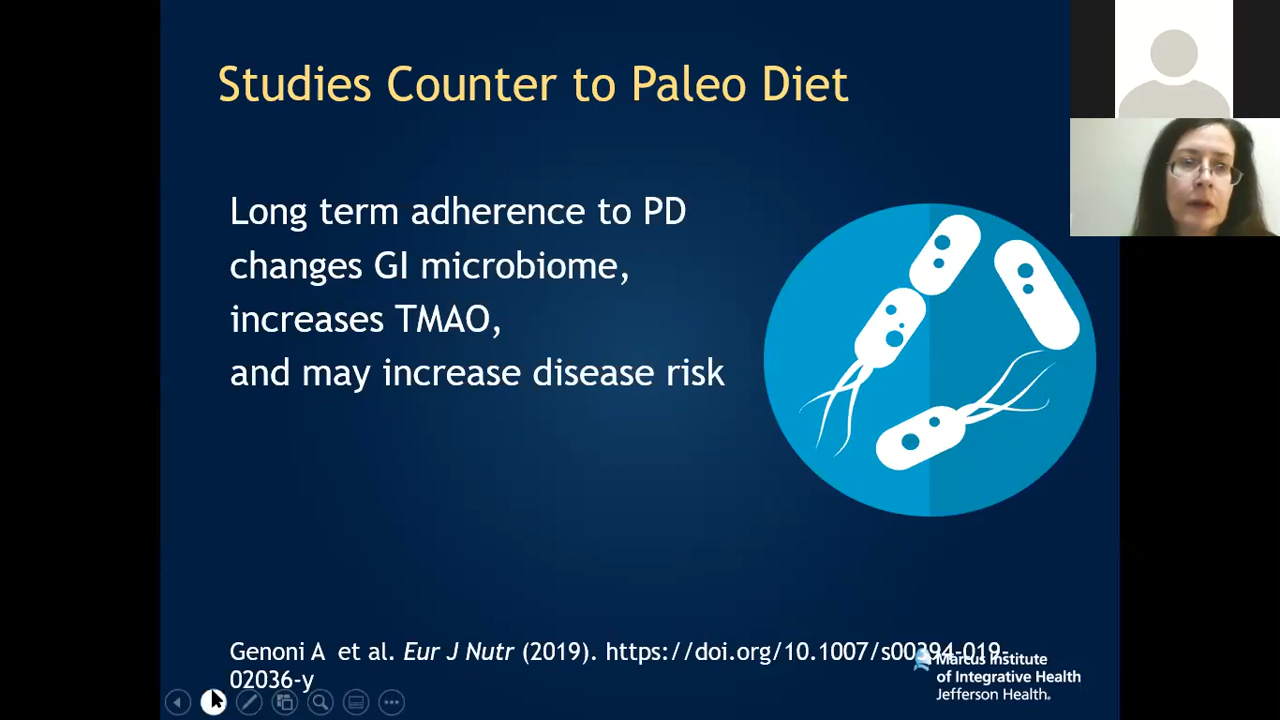 Studies Counter to Paleo Diet
Long term adherence to PD
changes GI microbiome,
increases TMAO,
and may increase disease risk
Genoni A et al. Eur J Nutr (2019). https://doi.org/10.1007/s00394-019-
02036-y
Marcus Institute
of Integrative Health
Jefferson Health.